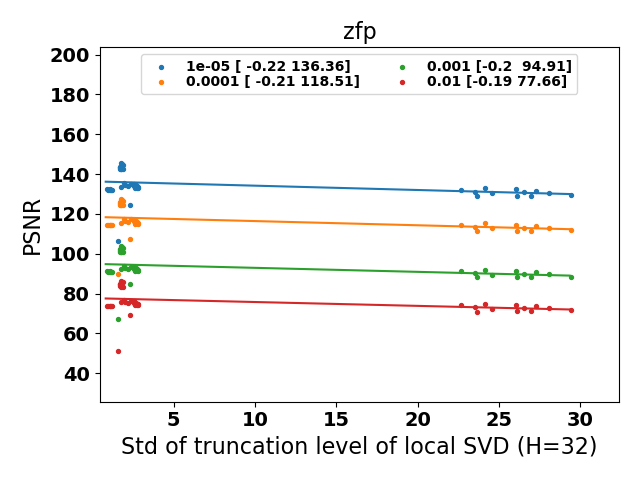 zfp
1e-05 [ -0.22 136.36]
0.0001 [ -0.21 118.51]
0.001 [-0.2  94.91]
0.01 [-0.19 77.66]
PSNR
200
180
160
140
120
100
80
60
40
5 10 15 20 25 30
Std of truncation level of local SVD (H=32)